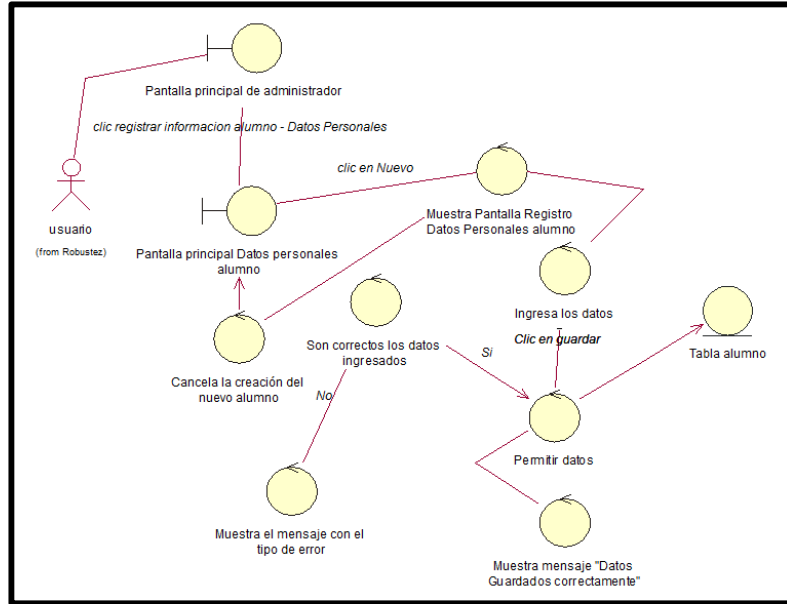 Pantalla principal de administrador
clic registrar informacion alumno - Datos Personales
clic en Nuevo
usuario
(from Robustez)
Muestra Pantalla Registro
Datos Personales alumno
Pantalla principal Datos personales
alumno
Ingresa los datos
Clic en guardar
Son correctos los datos
ingresados
Si
Tabla alumno
Cancela la creación del
nuevo alumno
No
Permitir datos
Muestra el mensaje con el
tipo de error
Muestra mensaje "Datos
Guardados correctamente"